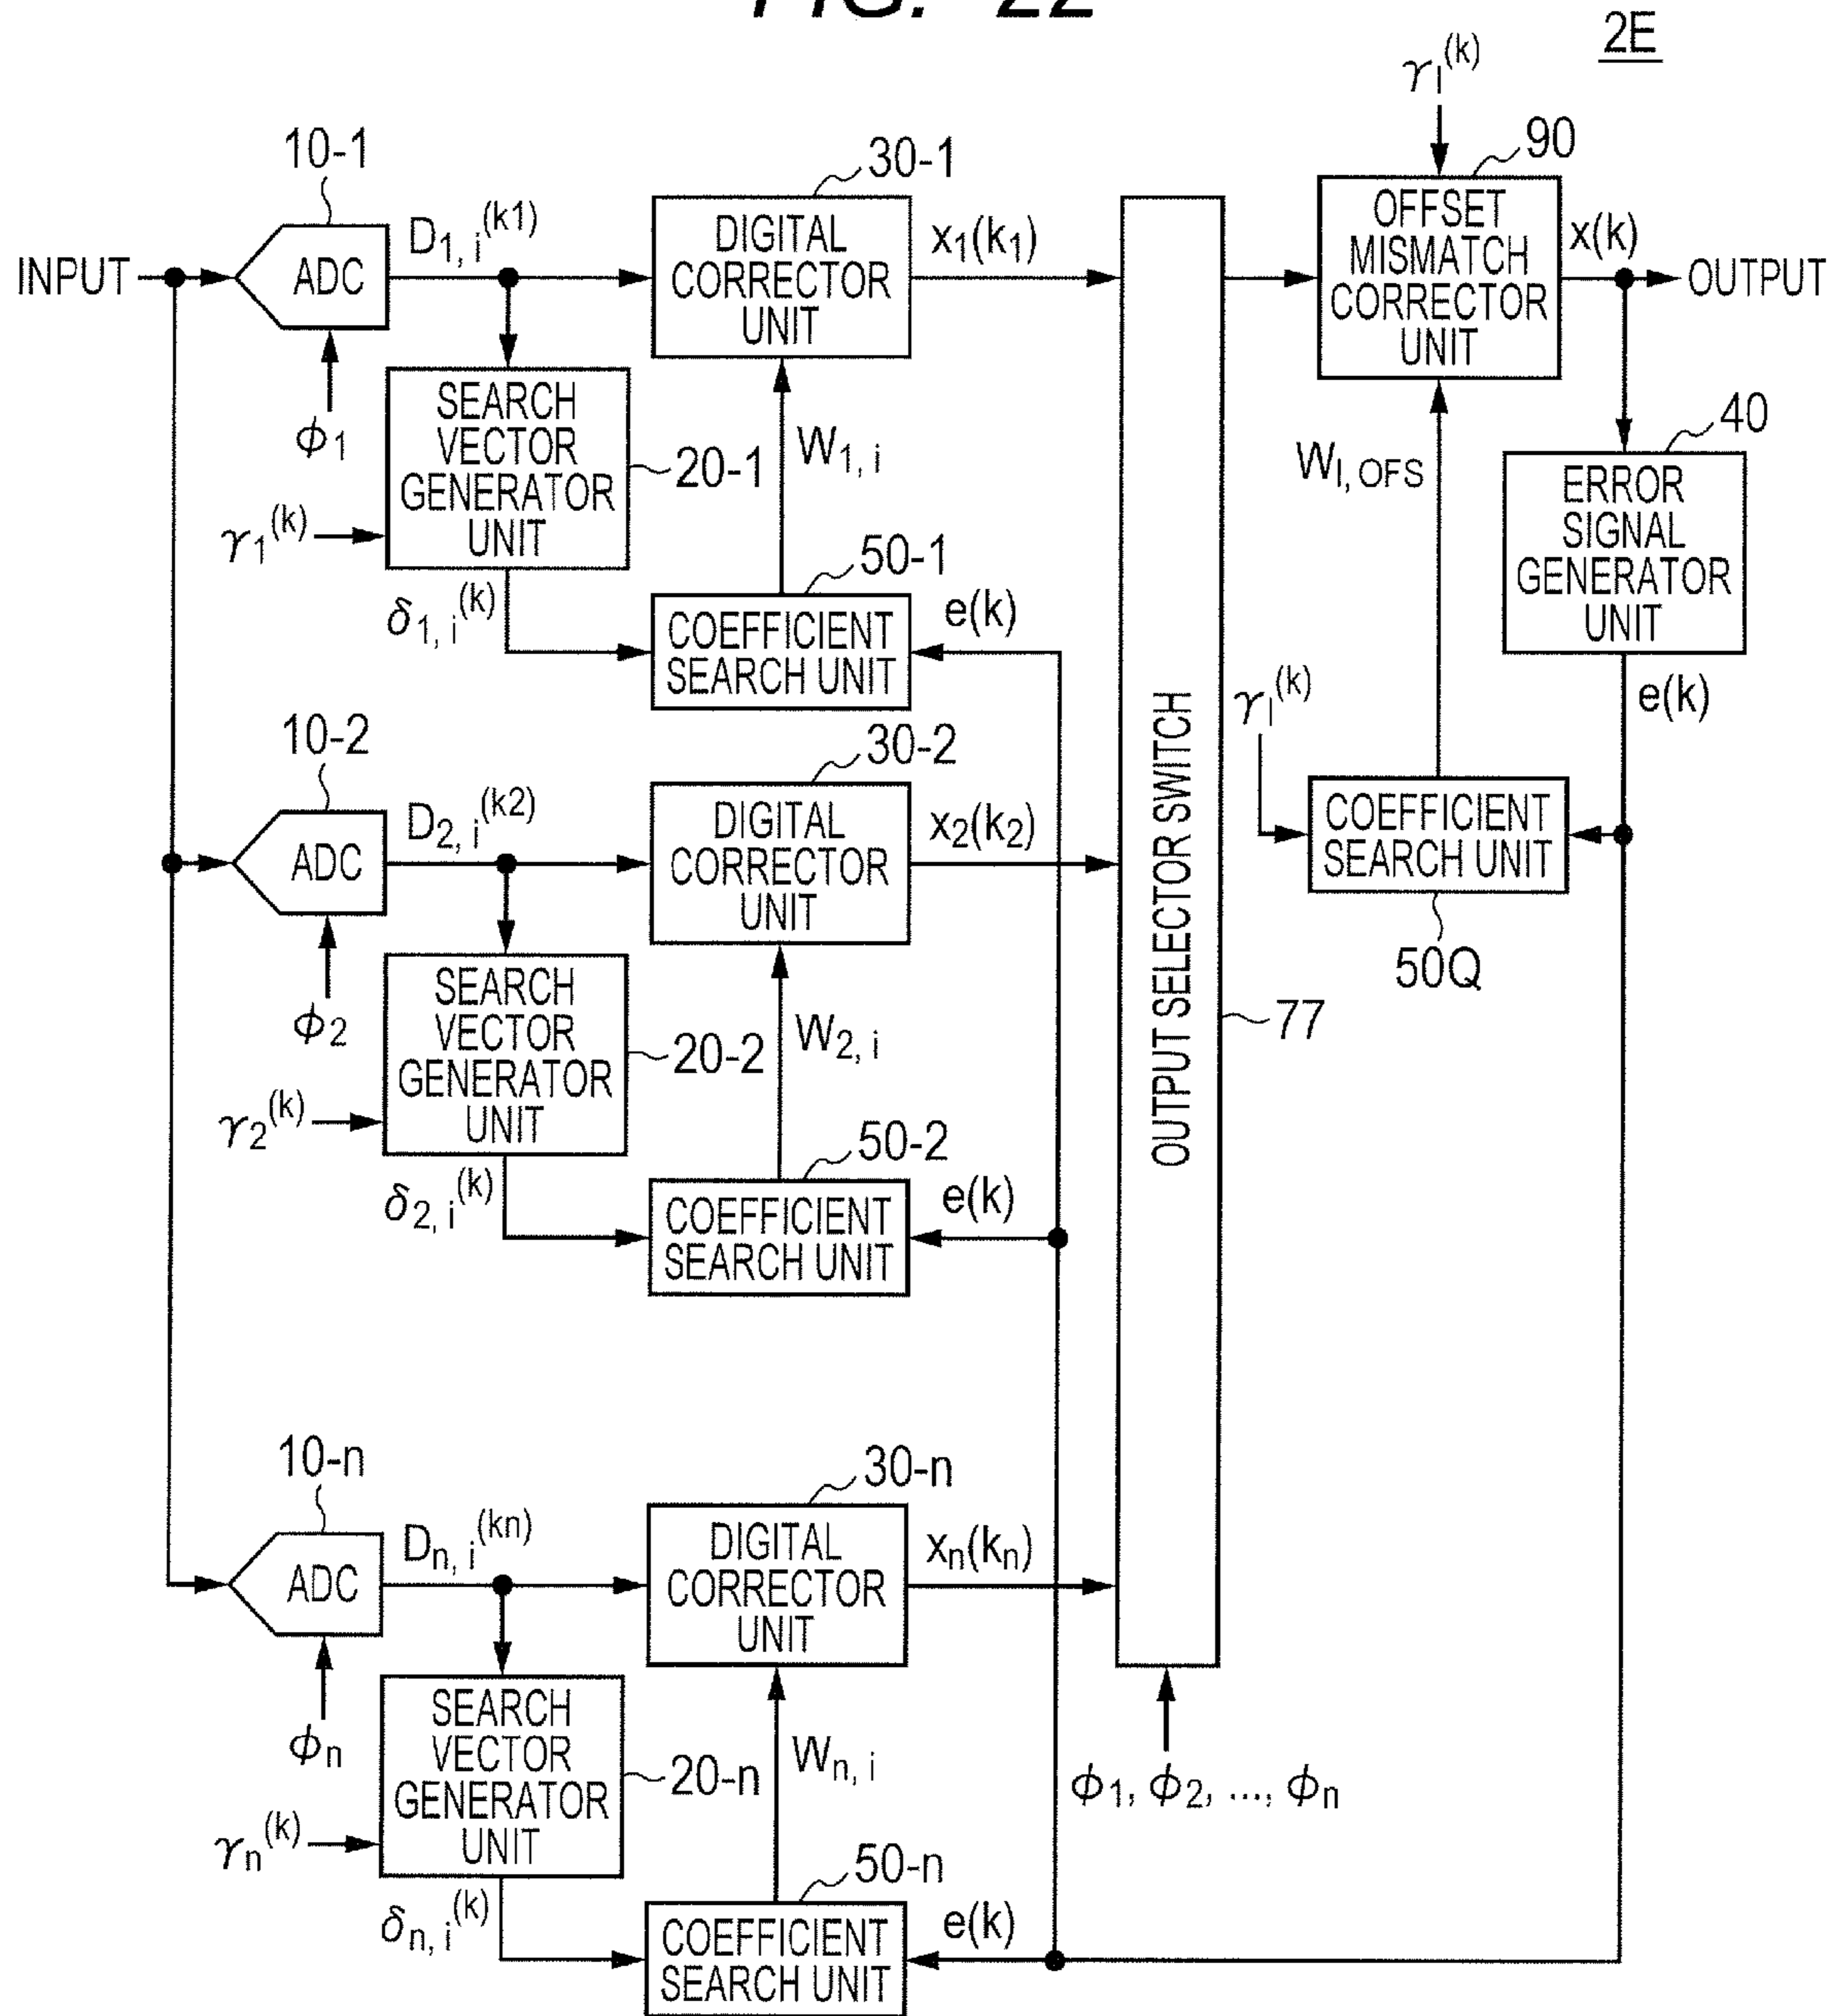 FIG. 22
2E
γl(k)
90
OFFSET
MISMATCH
CORRECTOR
UNIT
x(k)
OUTPUT
10-1
INPUT
ADC
D1, i(k1)
30-1
DIGITAL
CORRECTOR
UNIT
x1(k1)
ϕ1
SEARCH
VECTOR
GENERATOR
UNIT
20-1
γ1(k)
δ1, i(k)
W1, i
50-1
COEFFICIENT
SEARCH UNIT
e(k)
40
ERROR
SIGNAL
GENERATOR
UNIT
e(k)
Wl, OFS
γl(k)
COEFFICIENT
SEARCH UNIT
50Q
OUTPUT SELECTOR SWITCH
77
10-2
ADC
D2, i(k2)
30-2
DIGITAL
CORRECTOR
UNIT
x2(k2)
ϕ2
SEARCH
VECTOR
GENERATOR
UNIT
20-2
γ2(k)
δ2, i(k)
W2, i
50-2
COEFFICIENT
SEARCH UNIT
e(k)
10-n
ADC
Dn, i(kn)
30-n
DIGITAL
CORRECTOR
UNIT
xn(kn)
ϕn
SEARCH
VECTOR
GENERATOR
UNIT
20-n
γn(k)
δn, i(k)
Wn, i
50-n
COEFFICIENT
SEARCH UNIT
e(k)
ϕ1, ϕ2, ..., ϕn